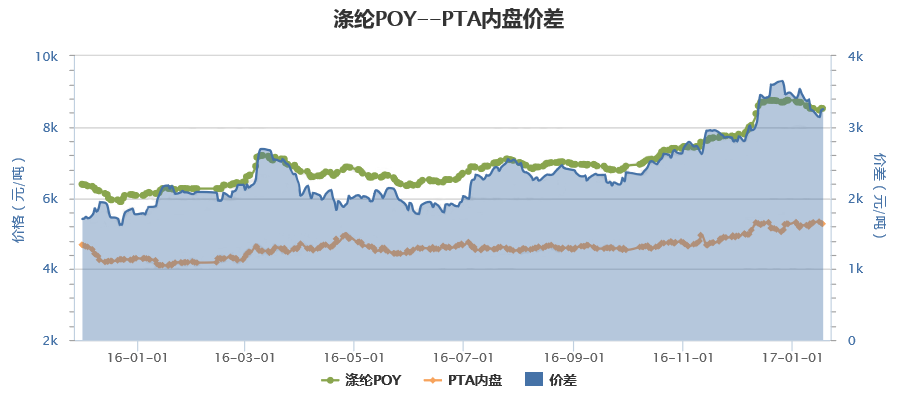 涤纶POY--PTA内盘价差
10k
8k
6k
4k
2k
价格（元/吨）
4k
3k
2k
1k
0
价差（元/吨）
16-01-01
16-03-01
16-05-01
16-07-01
16-09-01
16-11-01
17-01-01
涤纶POY
PTA内盘
价差